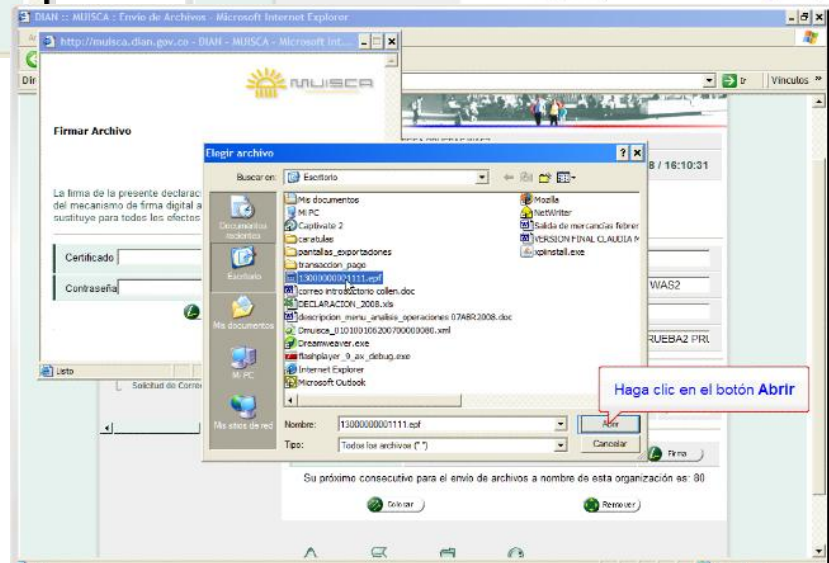 DIAN :: MUISCA : Envio de Archivos - Microsoft Internet Explorer
http://muisca.dian.gov.co - DIAN - MUISCA - Microsoft Int...
MUISCA
Ir
Vínculos »
Firmar Archivo
8 / 16:10:31
La firma de la presente declarac
del mecanismo de firma digital a
sustituye para todos los efectos
Certificado
Contraseña
Listo
Elegir archivo
Buscar en:
Escritorio
Documentos
recientes
Escritorio
Mis documentos
Mi PC
Mis sitios de red
Mis documentos
Mi PC
Captivate 2
caratulas
pantallas_exportadones
transaccion_pago
13000000001111.epf
correo introductorio collen.doc
DECLARACION_2008.xls
descripcion_menu_analisis_operaciones 07ABR2008.doc
Dmuisca_010100106200700000080.xml
Dreamweaver.exe
flashplayer_9_ax_debug.exe
Internet Explorer
Microsoft Outlook
Mozilla
NetWriter
Salida de mercancías febrer
VERSION FINAL CLAUDIA M
xpinstall.exe
Nombre:
13000000001111.epf
Abrir
Tipo:
Todos los archivos (*.*)
Cancelar
WAS2
RUEBA2 PRU
Haga clic en el botón Abrir
Solicitud de Corre
Firma
Su próximo consecutivo para el envio de archivos a nombre de esta organización es: 80
Colocar
Remover